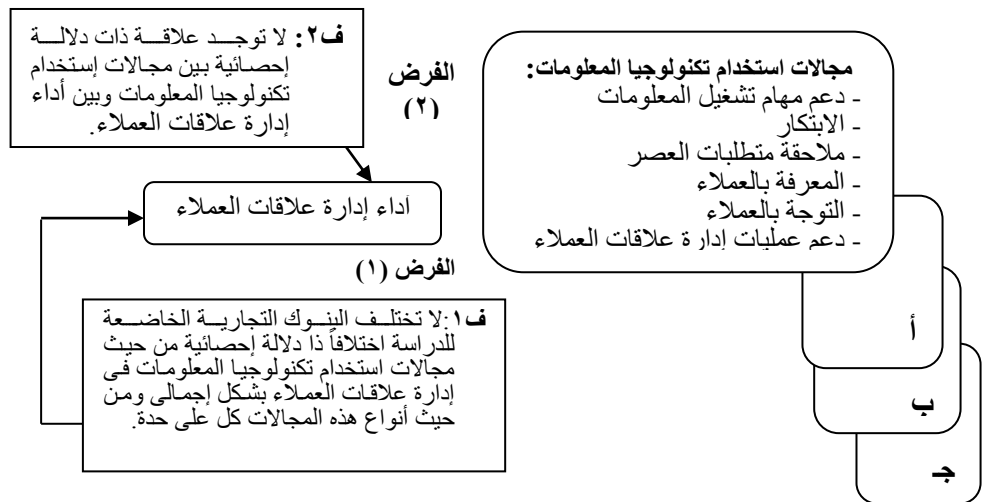 مجالات استخدام تكنولوجيا المعلومات:
- دعم مهام تشغيل المعلومات
- الابتكار
- ملاحقة متطلبات العصر
- المعرفة بالعملاء
- التوجة بالعملاء
- دعم عمليات إدارة علاقات العملاء
أ
ب
جـ
الفرض
(٢)
ف٢: لا توجد علاقة ذات دلالة
إحصائية بين مجالات إستخدام
تكنولوجيا المعلومات وبين أداء
إدارة علاقات العملاء.
أداء إدارة علاقات العملاء
الفرض (١)
ف١: لا تختلف البنوك التجارية الخاضعة
للدراسة اختلافاً ذا دلالة إحصائية من حيث
مجالات استخدام تكنولوجيا المعلومات فى
إدارة علاقات العملاء بشكل إجمالى ومن
حيث أنواع هذه المجالات كل على حدة.